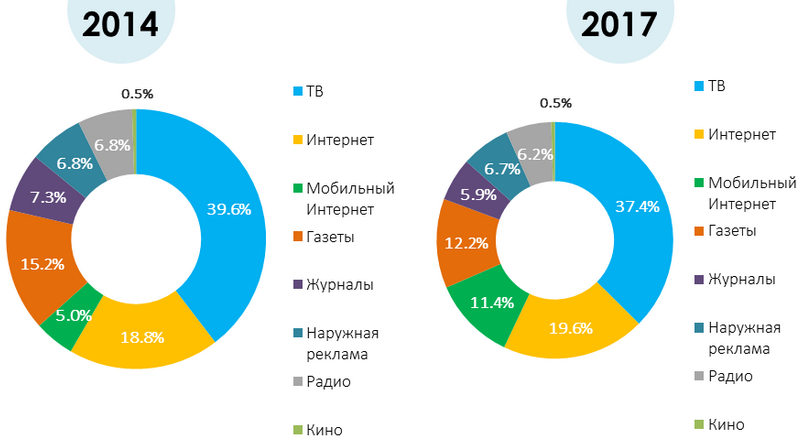 2014
0.5%
6.8%
6.8%
7.3%
39.6%
15.2%
5.0%
18.8%
ТВ
Интернет
Мобильный
Интернет
Газеты
Журналы
Наружная
реклама
Радио
Кино
2017
0.5%
6.2%
6.7%
5.9%
37.4%
12.2%
11.4%
19.6%
ТВ
Интернет
Мобильный
Интернет
Газеты
Журналы
Наружная
реклама
Радио
Кино